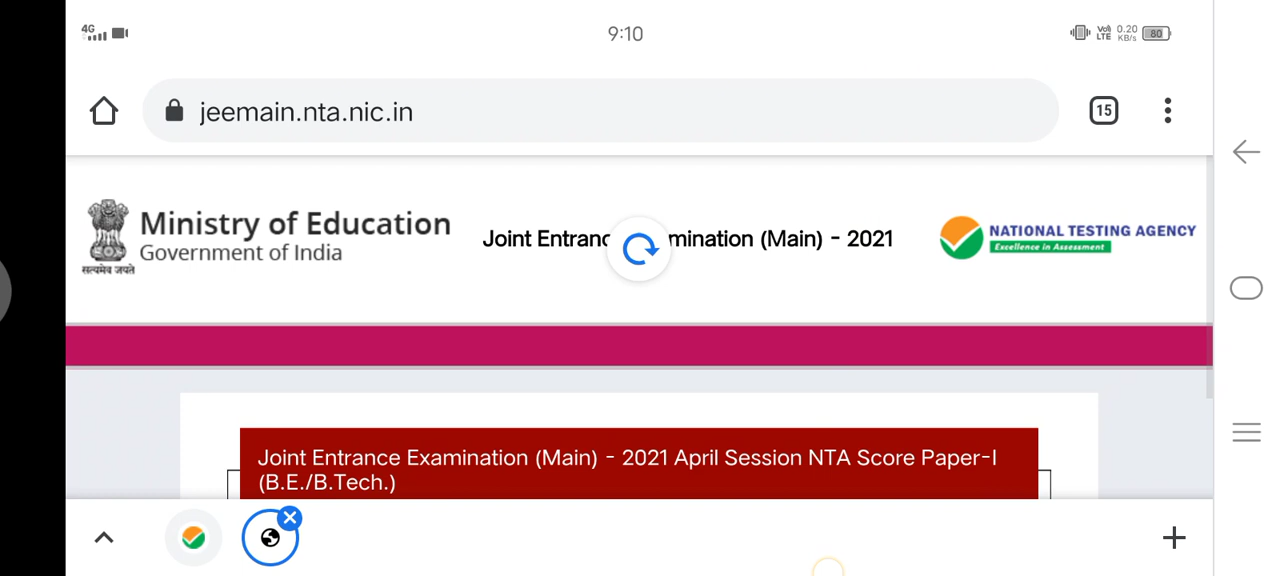 4G
9:10
Vo) LTE
0.20 KB/s
80
jeemain.nta.nic.in
15
Ministry of Education
Government of India
सत्यमेव जयते
Joint Entranc mination (Main) - 2021
NATIONAL TESTING AGENCY
Excellence in Assessment
Joint Entrance Examination (Main) - 2021 April Session NTA Score Paper-I
(B.E./B.Tech.)